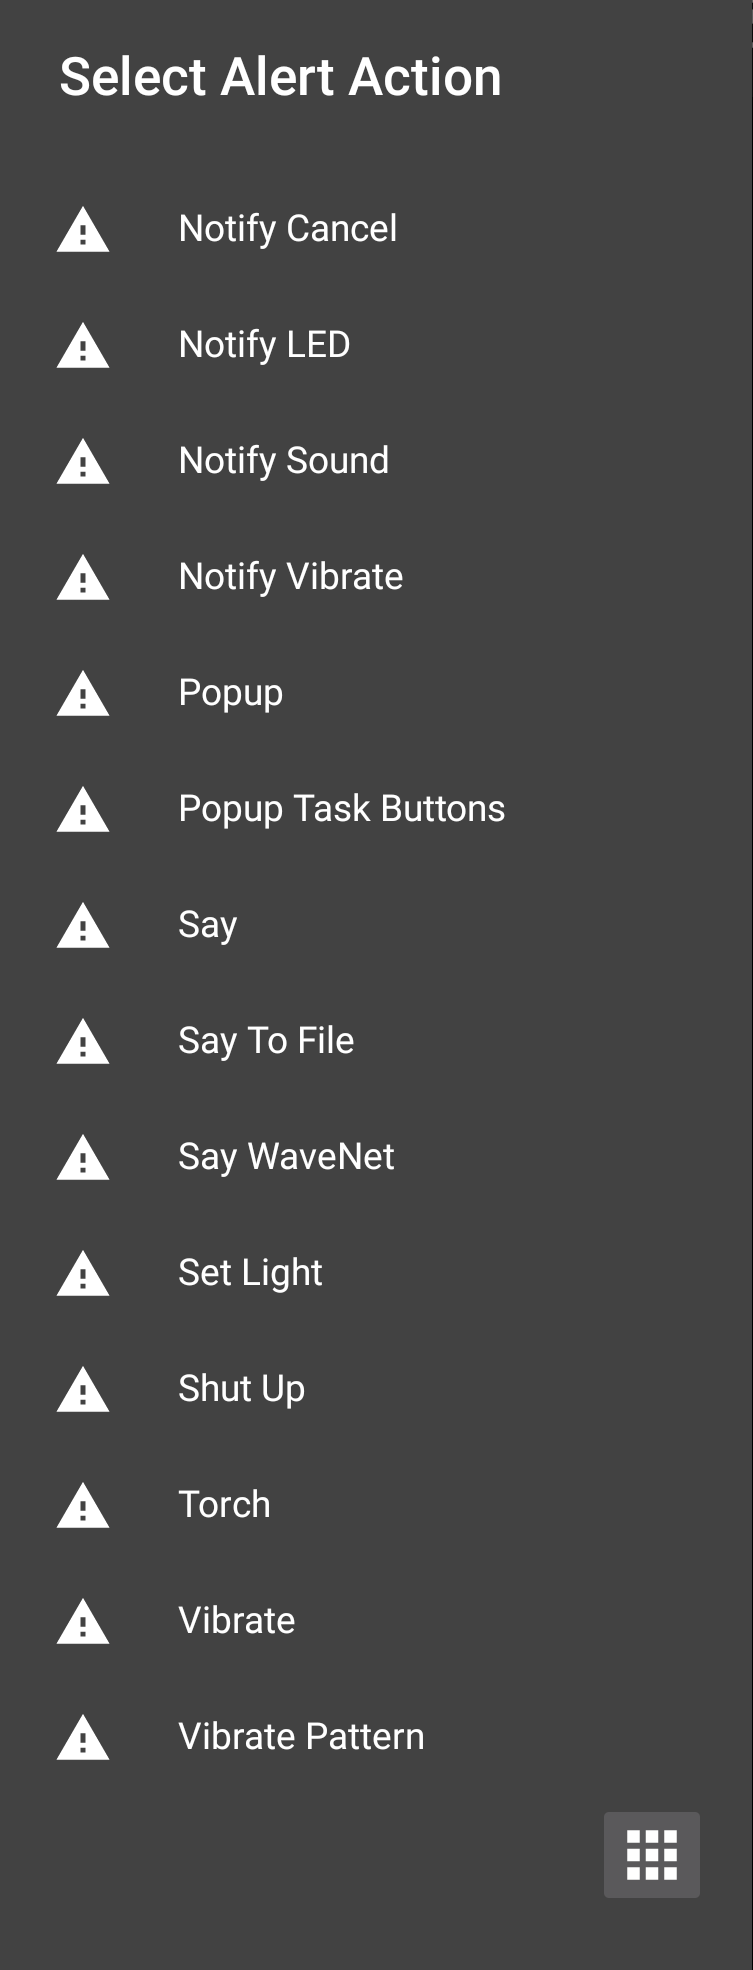 Select Alert Action
Notify Cancel
Notify LED
Notify Sound
Notify Vibrate
Popup
Popup Task Buttons
Say
Say To File
Say WaveNet
Set Light
Shut Up
Torch
Vibrate
Vibrate Pattern